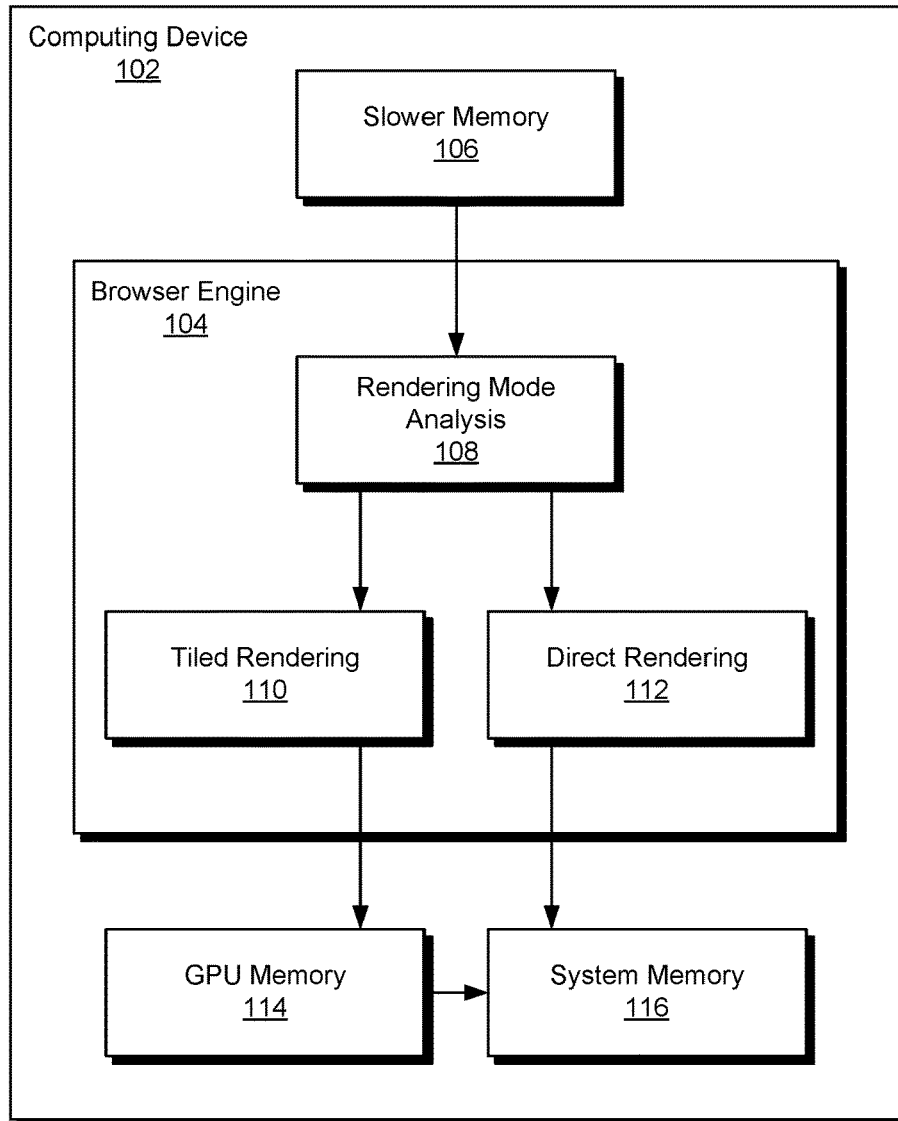 Computing Device
102
Slower Memory
106
Browser Engine
104
Rendering Mode
Analysis
108
Tiled Rendering
110
Direct Rendering
112
GPU Memory
114
System Memory
116